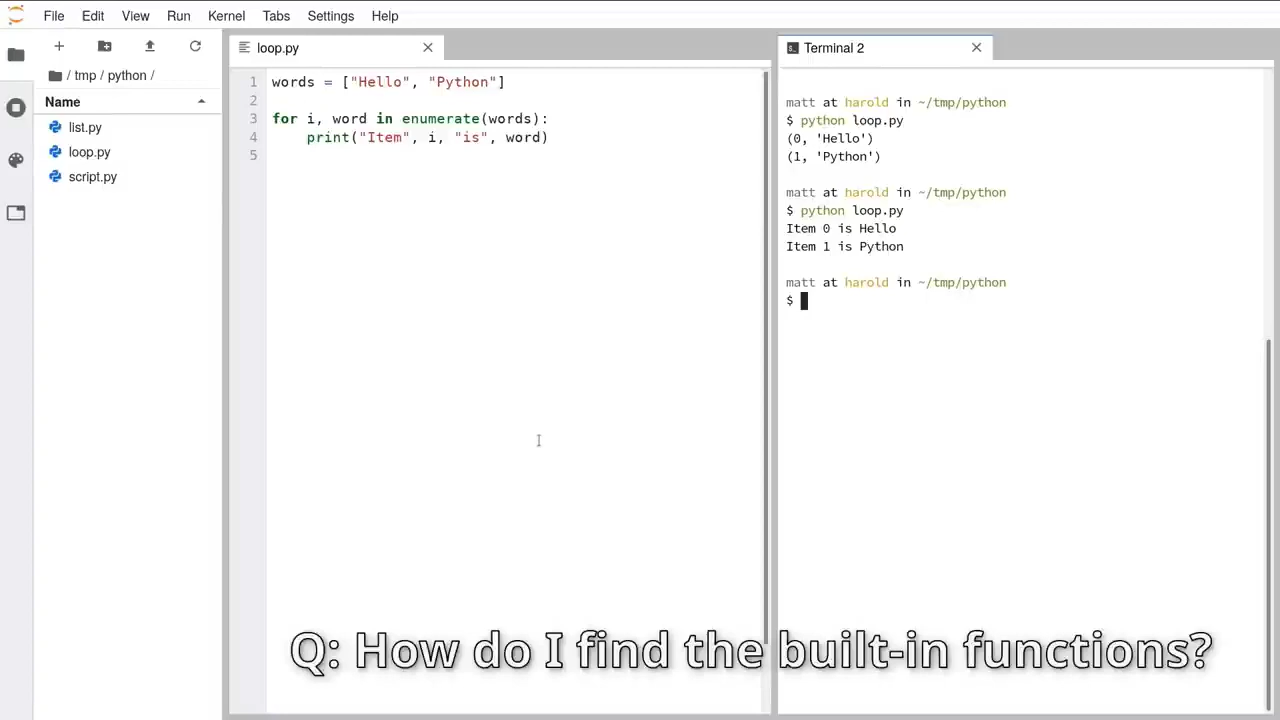 File Edit View Run Kernel Tabs Settings Help
/ tmp / python /
Name
list.py
loop.py
script.py
loop.py
1 words = ["Hello", "Python"]
2
3 for i, word in enumerate(words):
4     print("Item", i, "is", word)
5
Terminal 2
matt at harold in ~/tmp/python
$ python loop.py
(0, 'Hello')
(1, 'Python')
matt at harold in ~/tmp/python
$ python loop.py
Item 0 is Hello
Item 1 is Python
matt at harold in ~/tmp/python
$
Q: How do I find the built-in functions?